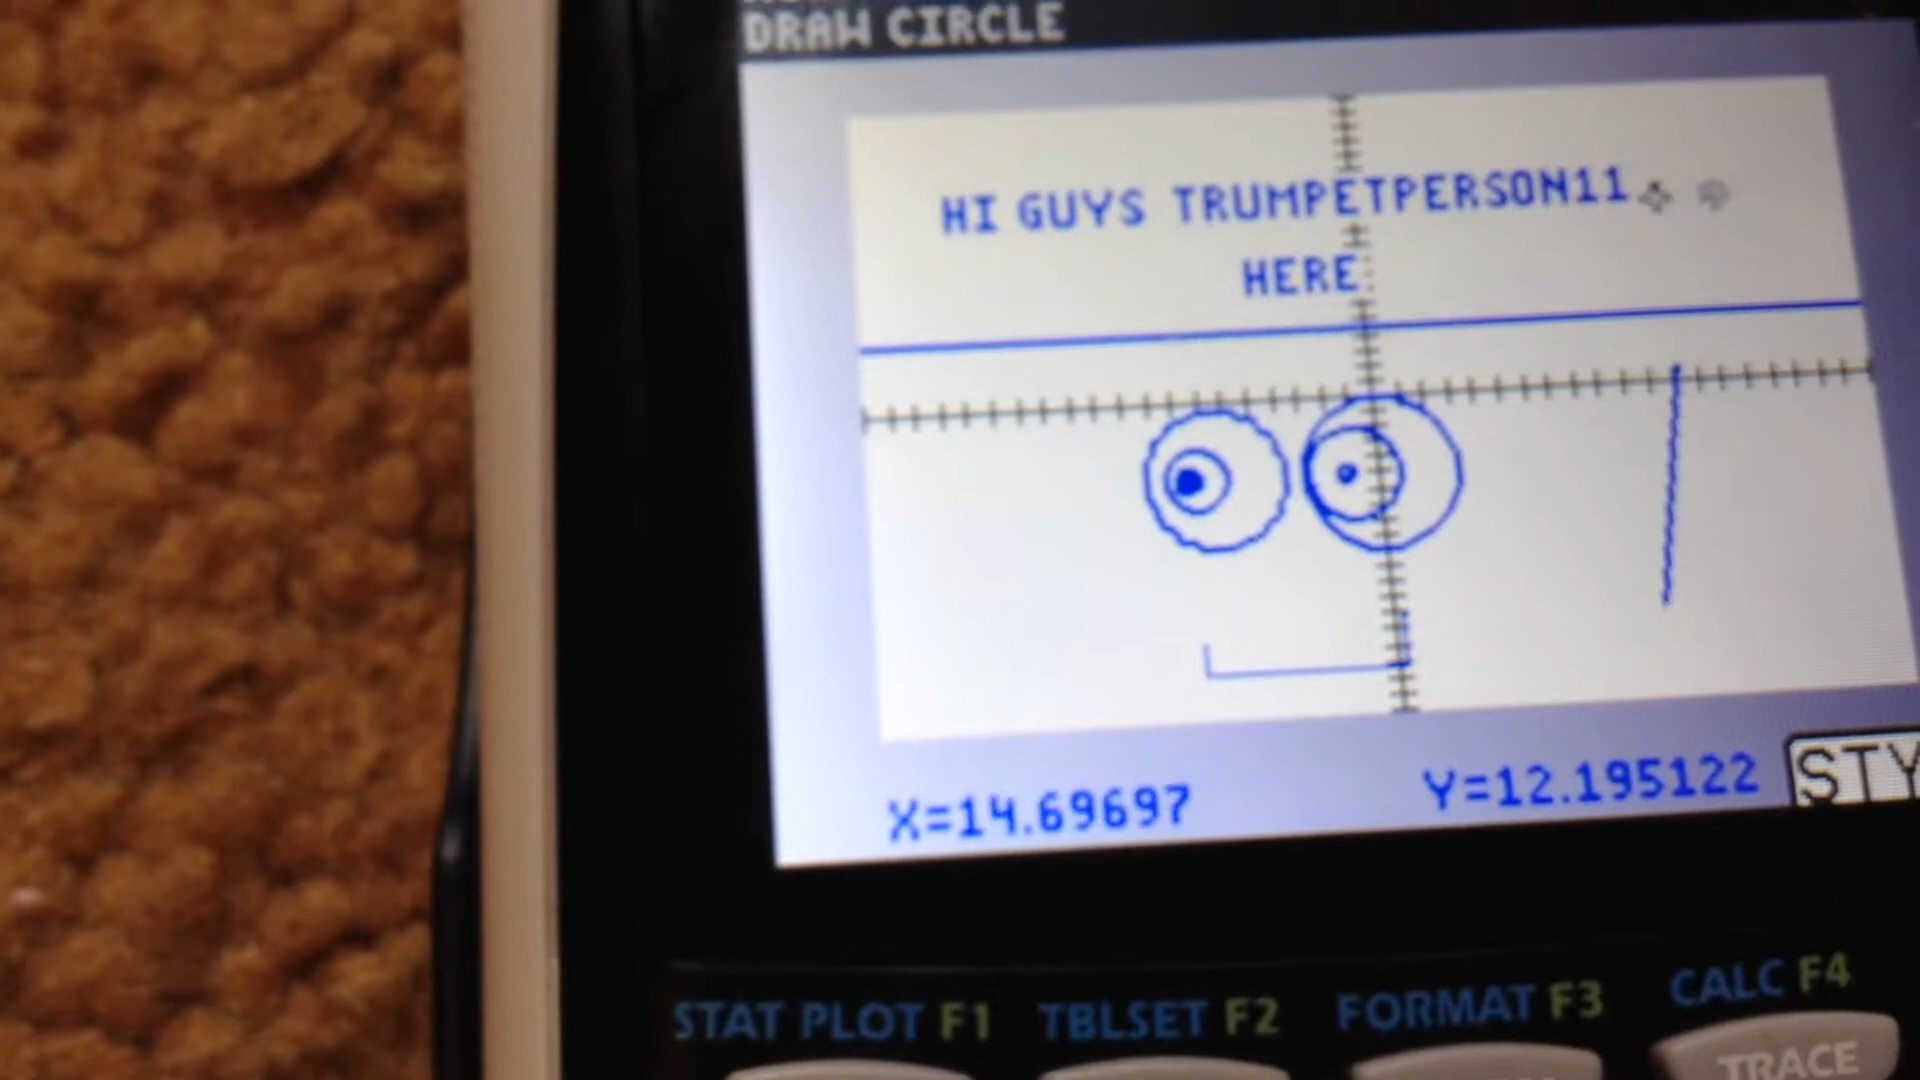 DRAW CIRCLE
HI GUYS TRUMPETPERSON11
HERE
X=14.69697 Y=12.195122
STAT PLOT F1 TBLSET F2 FORMAT F3 CALC F4
TRACE